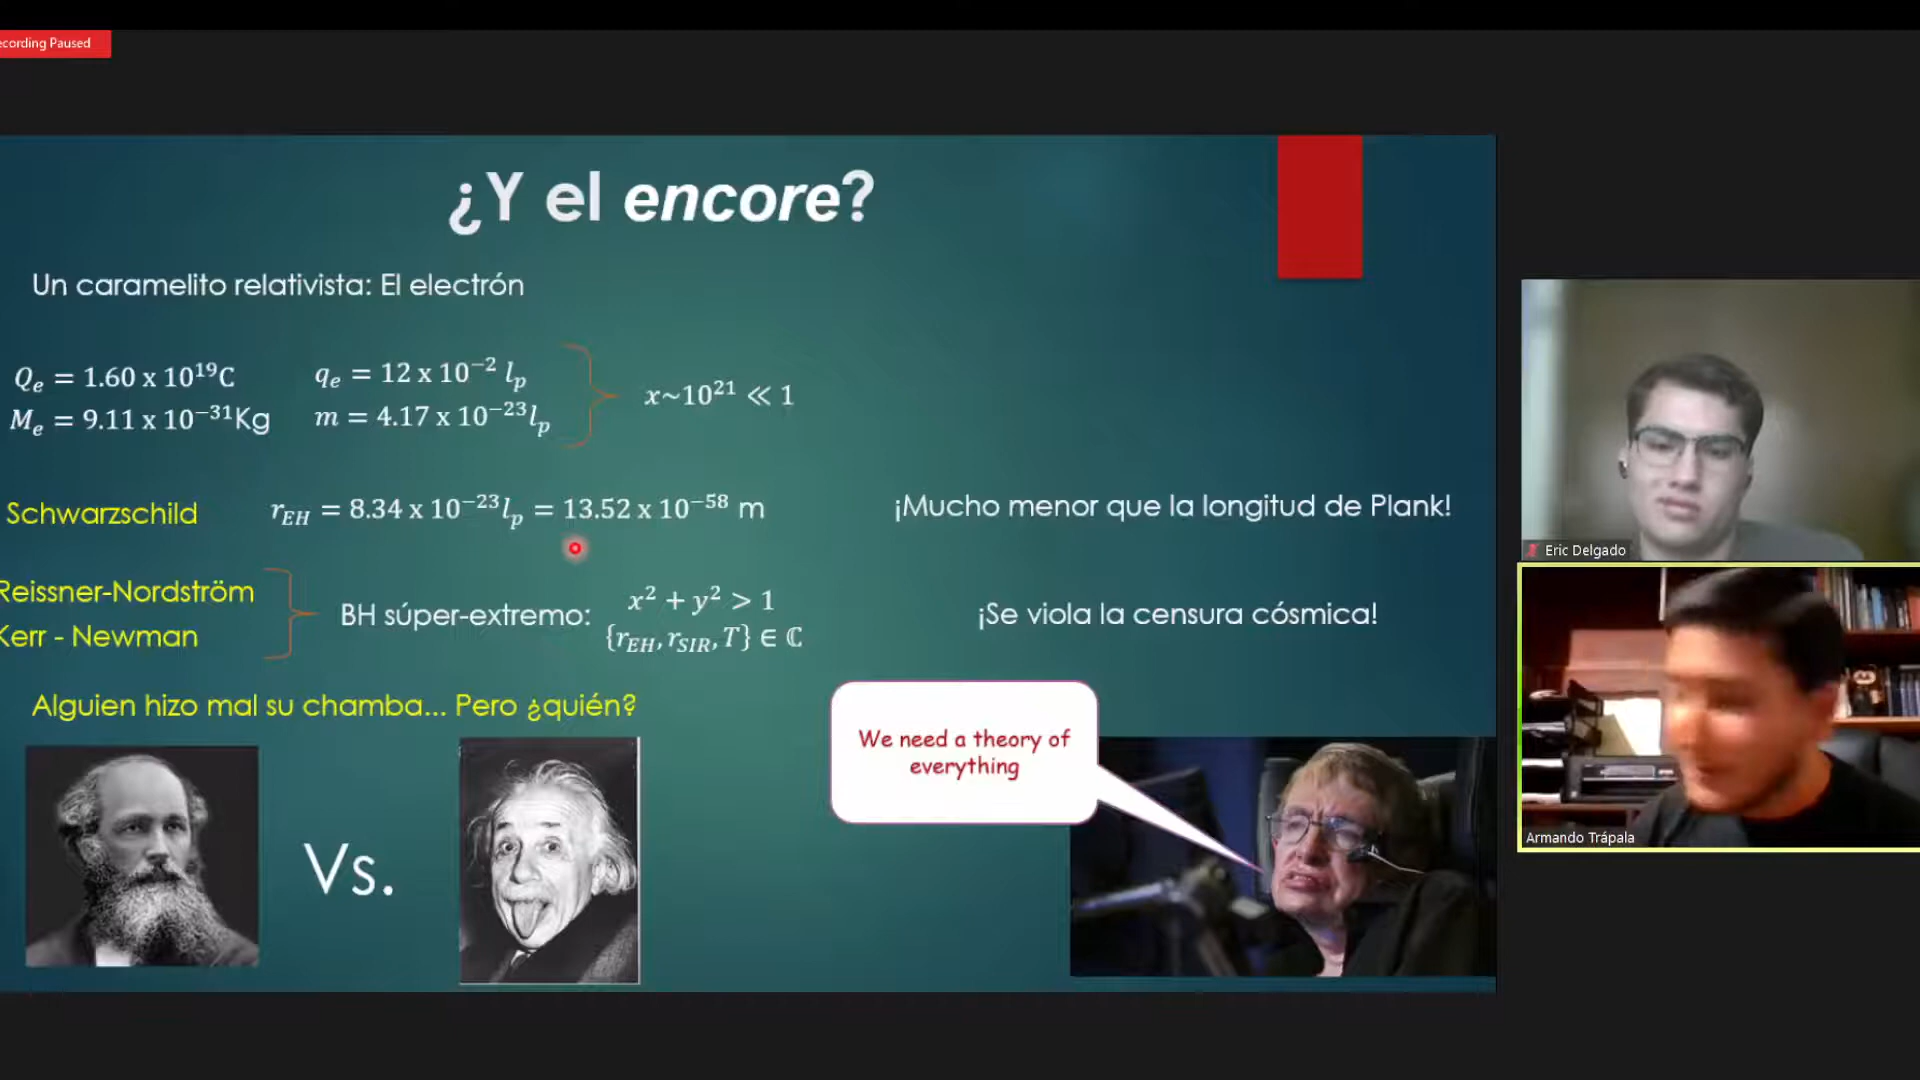 ecording Paused
¿Y el encore?
Un caramelito relativista: El electrón
Qₑ = 1.60 x 10¹⁹C
qₑ = 12 x 10⁻² lₚ
x~10²¹ ≪ 1
Mₑ = 9.11 x 10⁻³¹Kg
m = 4.17 x 10⁻²³lₚ
Schwarzschild
r_EH = 8.34 x 10⁻²³lₚ = 13.52 x 10⁻⁵⁸ m
¡Mucho menor que la longitud de Plank!
Reissner-Nordström
Kerr - Newman
BH súper-extremo:
x² + y² > 1
{r_EH, r_SIR, T} ∈ ℂ
¡Se viola la censura cósmica!
Alguien hizo mal su chamba... Pero ¿quién?
Vs.
We need a theory of
everything
Eric Delgado
Armando Trápala